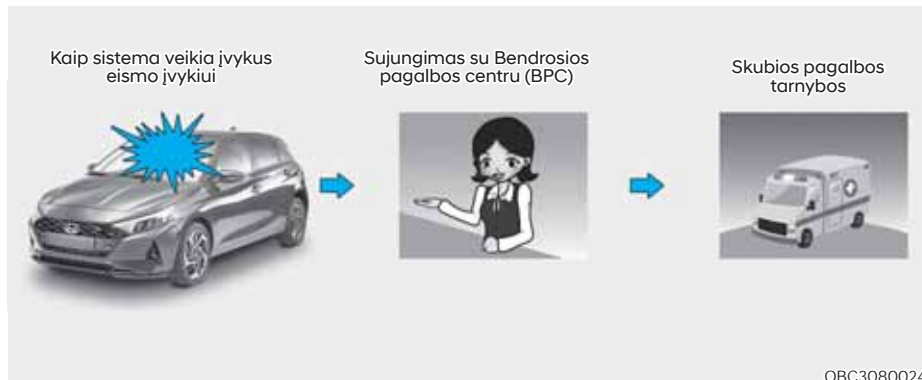 Kaip sistema veikia įvykus
eismo įvykiui
Sujungimas su Bendrosios
pagalbos centru (BPC)
Skubios pagalbos
tarnybos
OBC3080024